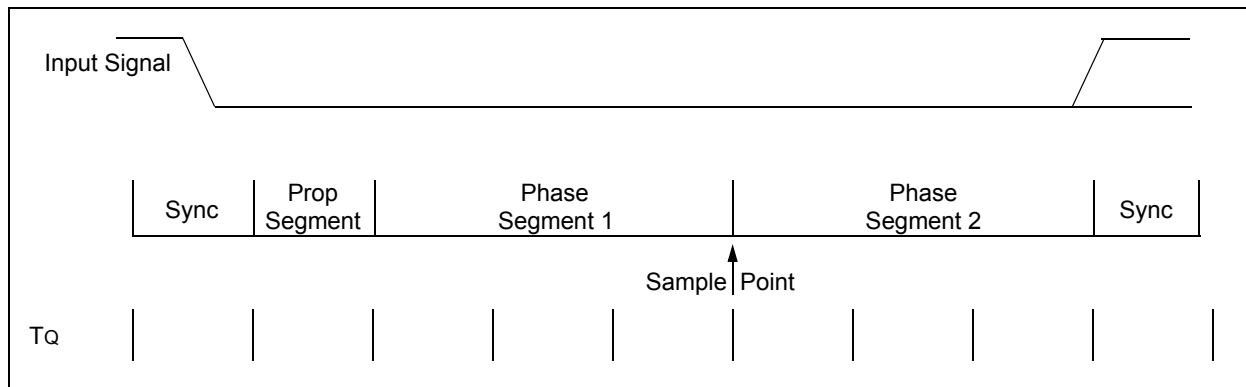 Input Signal
Sync
Prop
Segment
Phase
Segment 1
Phase
Segment 2
Sync
Sample Point
TQ